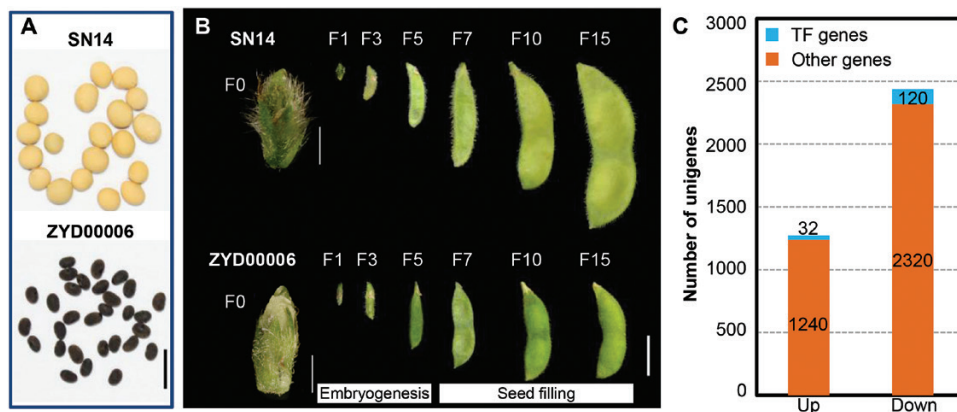 A
SN14
ZYD00006
B
SN14 F1 F3 F5 F7 F10 F15
F0
ZYD00006 F1 F3 F5 F7 F10 F15
F0
Embryogenesis Seed filling
C
Number of unigenes
3000
2500
2000
1500
1000
500
0
TF genes
Other genes
32
1240
120
2320
Up Down